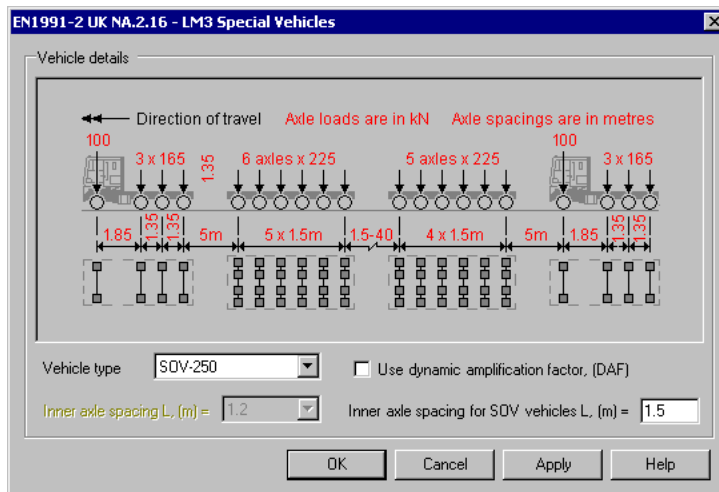 EN1991-2 UK NA.2.16 - LM3 Special Vehicles
Vehicle details
Direction of travel Axle loads are in kN Axle spacings are in metres
100 100
3 x 165 1.35 6 axles x 225 5 axles x 225 3 x 165
1.85 1.35 1.35 5m 5 x 1.5m 1.5-40 4 x 1.5m 5m 1.85 1.35 1.35
Vehicle type SOV-250 Use dynamic amplification factor, (DAF)
Inner axle spacing L, (m) = 1.2 Inner axle spacing for SOV vehicles L, (m) = 1.5
OK Cancel Apply Help